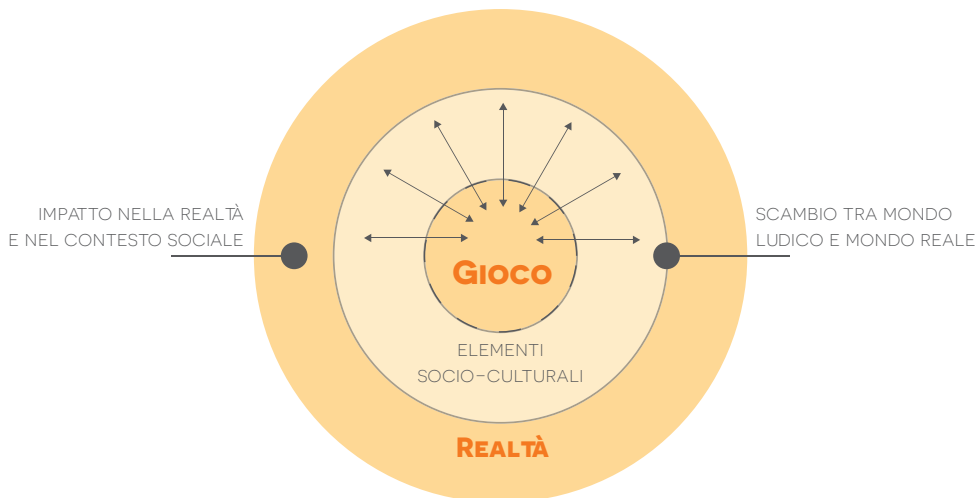 IMPATTO NELLA REALTÀ
E NEL CONTESTO SOCIALE
SCAMBIO TRA MONDO
LUDICO E MONDO REALE
GIOCO
ELEMENTI
SOCIO-CULTURALI
REALTÀ